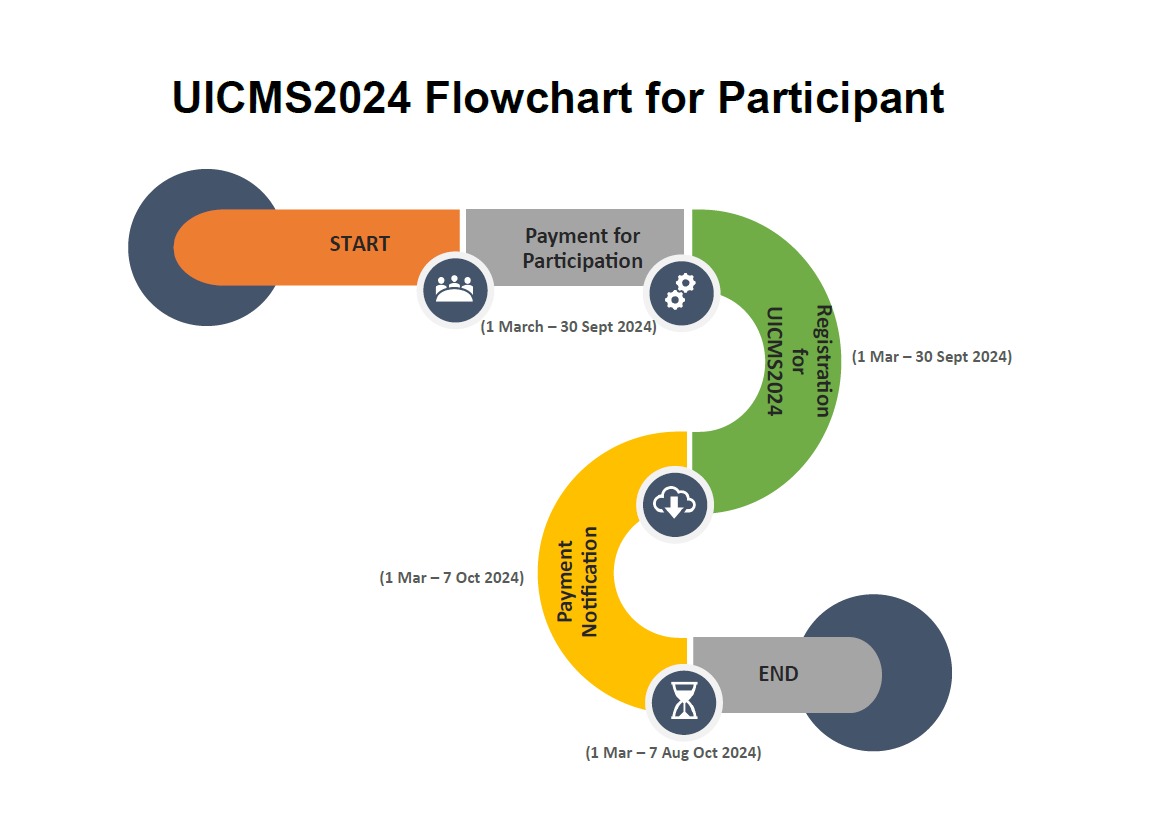 UICMS2024 Flowchart for Participant
START
Payment for
Participation
(1 March – 30 Sept 2024)
Registration
for
UICMS2024
(1 Mar – 30 Sept 2024)
Payment
Notification
(1 Mar – 7 Oct 2024)
END
(1 Mar – 7 Aug Oct 2024)